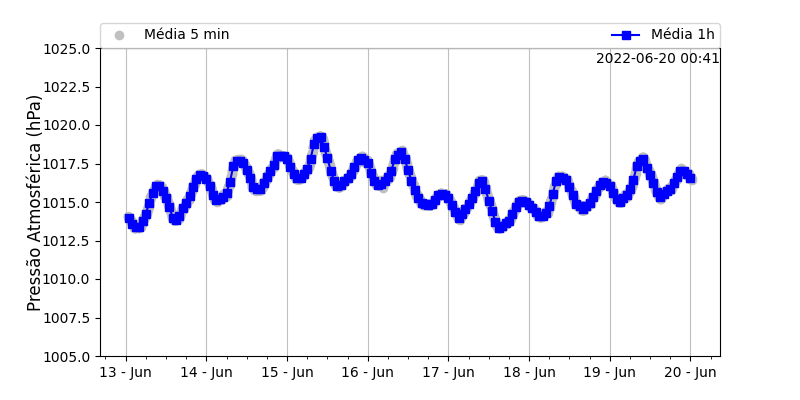 Média 5 min
Média 1h
2022-06-20 00:41
Pressão Atmosférica (hPa)
1025.0
1022.5
1020.0
1017.5
1015.0
1012.5
1010.0
1007.5
1005.0
13 - Jun
14 - Jun
15 - Jun
16 - Jun
17 - Jun
18 - Jun
19 - Jun
20 - Jun